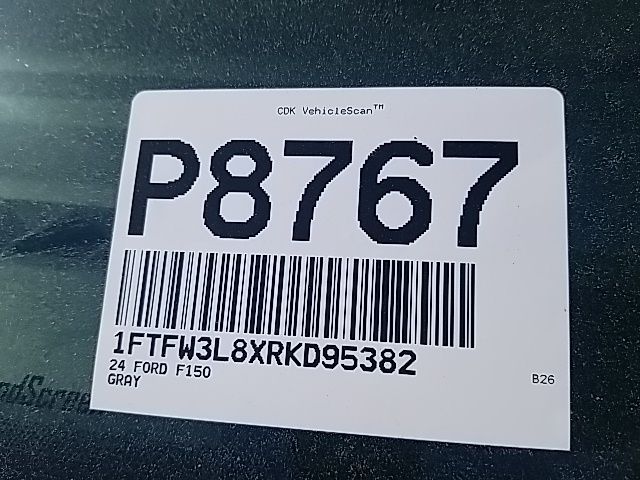 CDK VehicleScan™
P8767
1FTFW3L8XRKD95382
24 FORD F150
GRAY
B26